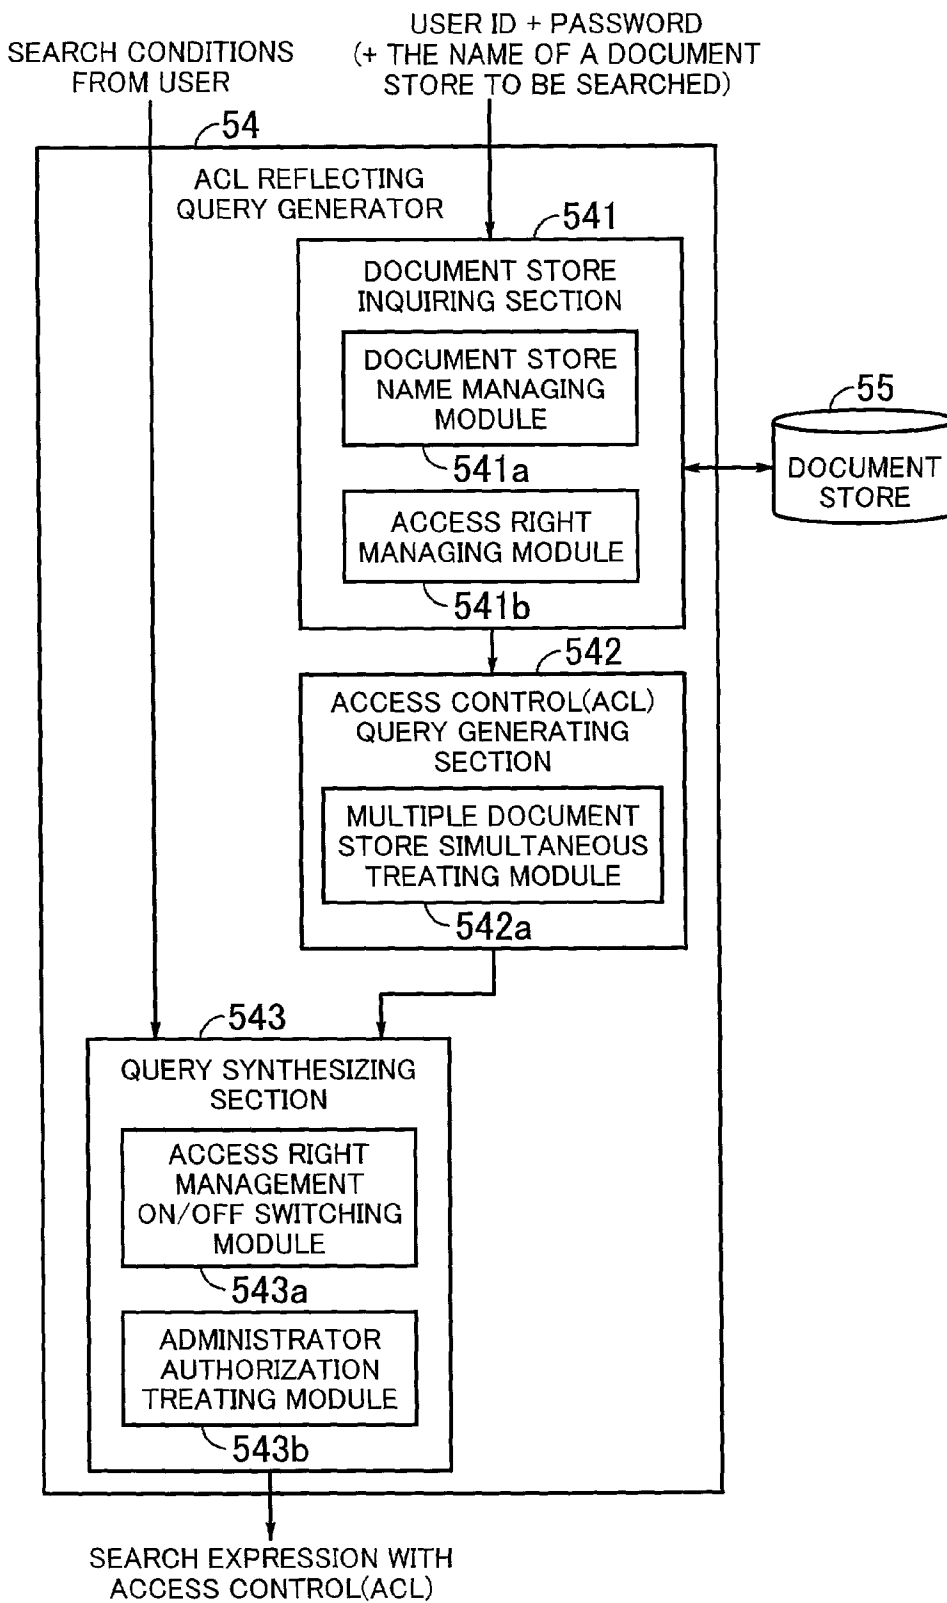 SEARCH CONDITIONS
FROM USER
USER ID + PASSWORD
(+ THE NAME OF A DOCUMENT
STORE TO BE SEARCHED)
54
ACL REFLECTING
QUERY GENERATOR
541
DOCUMENT STORE
INQUIRING SECTION
DOCUMENT STORE
NAME MANAGING
MODULE
541a
ACCESS RIGHT
MANAGING MODULE
541b
55
DOCUMENT
STORE
542
ACCESS CONTROL(ACL)
QUERY GENERATING
SECTION
MULTIPLE DOCUMENT
STORE SIMULTANEOUS
TREATING MODULE
542a
543
QUERY SYNTHESIZING
SECTION
ACCESS RIGHT
MANAGEMENT
ON/OFF SWITCHING
MODULE
543a
ADMINISTRATOR
AUTHORIZATION
TREATING MODULE
543b
SEARCH EXPRESSION WITH
ACCESS CONTROL(ACL)